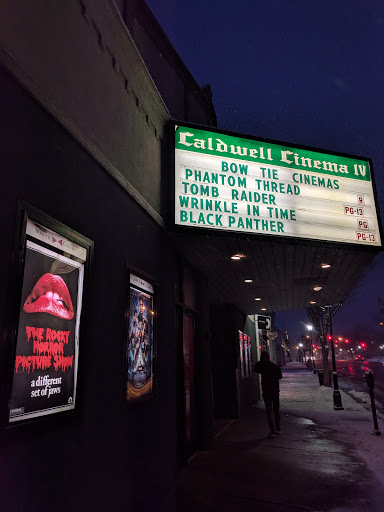 Caldwell Cinema IV
BOW TIE CINEMAS
PHANTOM THREAD R
TOMB RAIDER PG-13
WRINKLE IN TIME PG
BLACK PANTHER PG-13
THE ROCKY
HORROR
PICTURE SHOW
a different
set of jaws